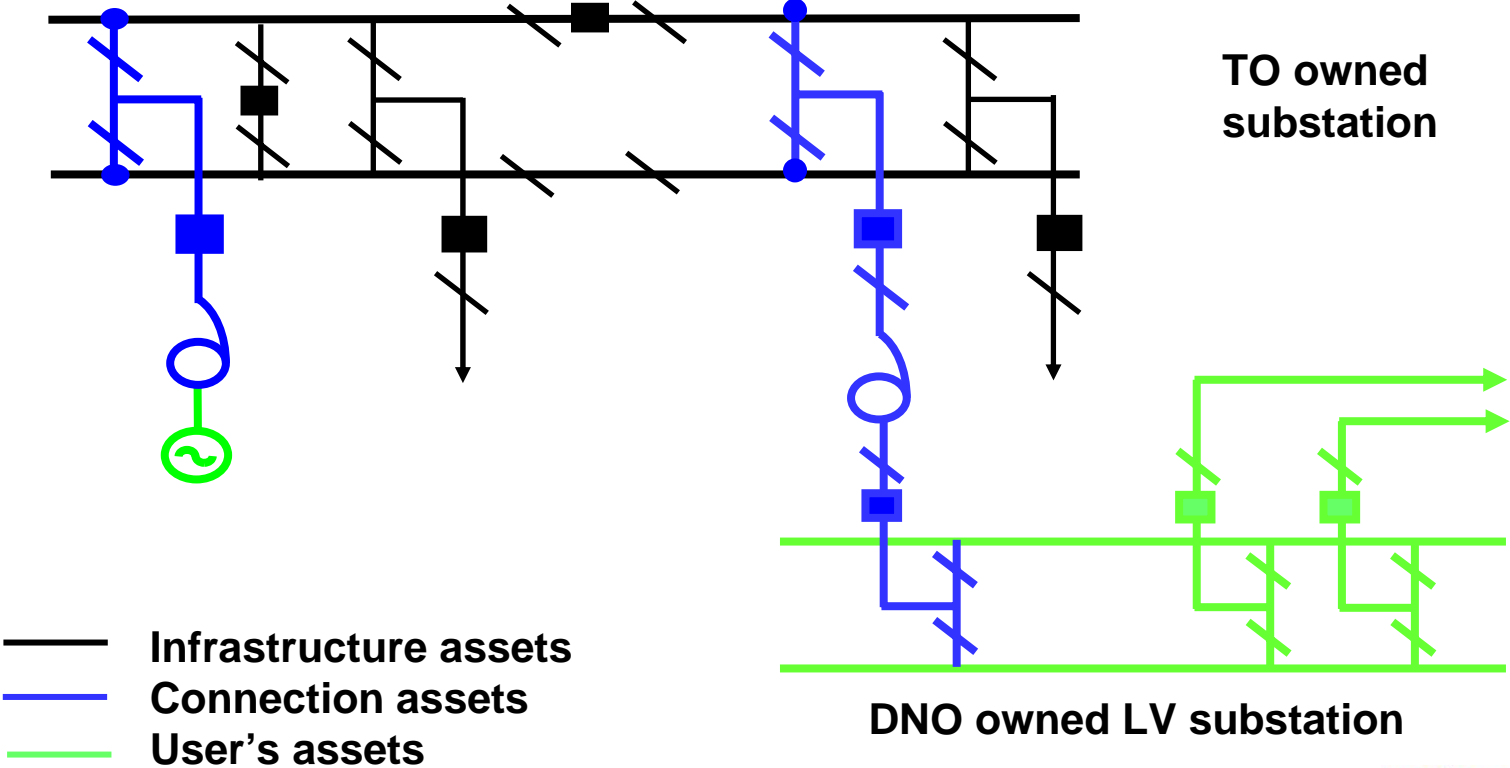 TO owned
substation
Infrastructure assets
Connection assets
User’s assets
DNO owned LV substation